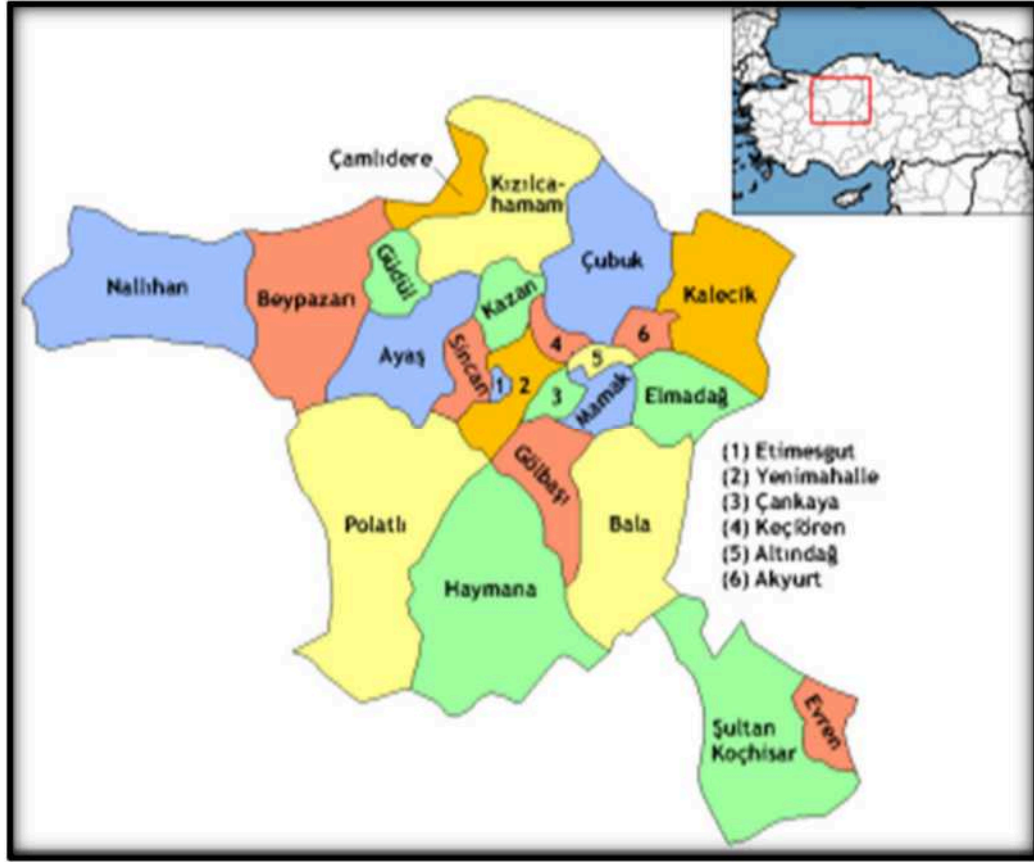 Çamlıdere
Kızılca-
hamam
Çubuk
Güdül
Nallıhan
Beypazarı
Kazan
Kalecik
Ayaş
Sincan
4
6
5
1
2
3
Mamak
Elmadağ
Gölbaşı
Polatlı
Bala
Haymana
(1) Etimesgut
(2) Yenimahalle
(3) Çankaya
(4) Keçiören
(5) Altındağ
(6) Akyurt
Şultan
Koçhisar
Evren